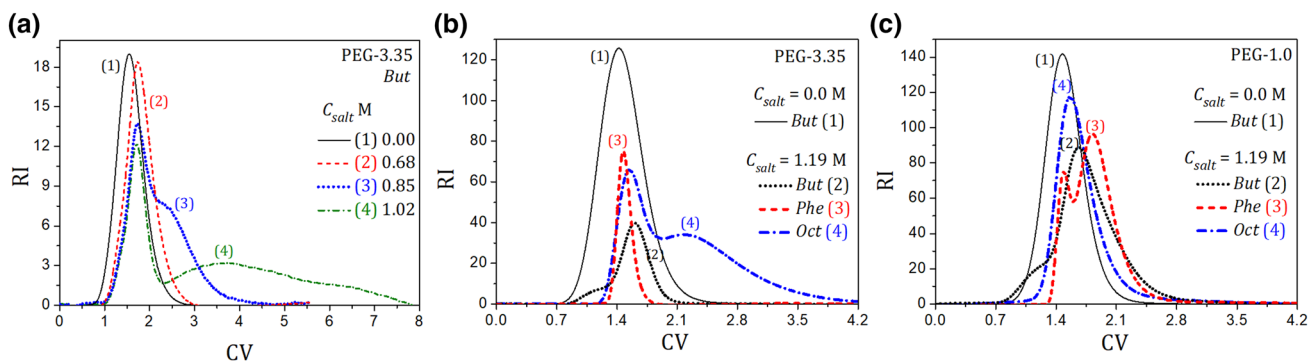 (a)
PEG-3.35
But
C_salt M
(1) 0.00
(2) 0.68
(3) 0.85
(4) 1.02
(1)
(2)
(3)
(4)
RI
18
15
12
9
6
3
0
0 1 2 3 4 5 6 7 8
CV
(b)
PEG-3.35
C_salt = 0.0 M
But (1)
C_salt = 1.19 M
But (2)
Phe (3)
Oct (4)
(1)
(3)
(2)
(4)
RI
120
100
80
60
40
20
0
0.0 0.7 1.4 2.1 2.8 3.5 4.2
CV
(c)
PEG-1.0
C_salt = 0.0 M
But (1)
C_salt = 1.19 M
But (2)
Phe (3)
Oct (4)
(1)
(4)
(3)
(2)
RI
140
120
100
80
60
40
20
0
0.0 0.7 1.4 2.1 2.8 3.5 4.2
CV